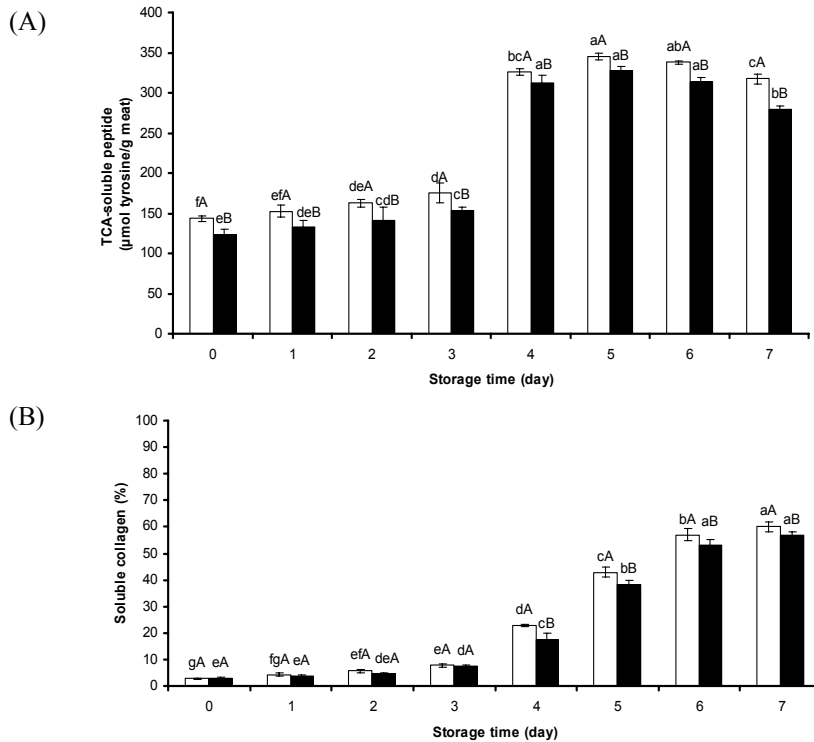 (A)
TCA-soluble peptide
(µmol tyrosine/g meat)
400
350
300
250
200
150
100
50
0
fA eB efA deB deA cdB dA cB bcA aB aA aB abA aB cA bB
0 1 2 3 4 5 6 7
Storage time (day)
(B)
Soluble collagen (%)
100
90
80
70
60
50
40
30
20
10
0
gA eA fgA eA efA deA eA dA dA cB cA bB bA aB aA aB
0 1 2 3 4 5 6 7
Storage time (day)